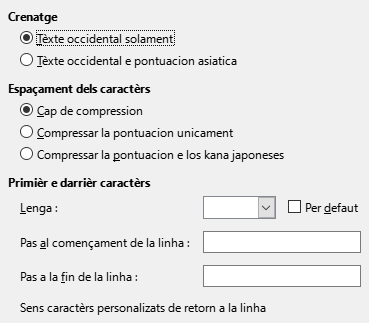 Crenatge
Tèxte occidental solament
Tèxte occidental e pontuacion asiatica
Espaçament dels caractèrs
Cap de compression
Compressar la pontuacion unicament
Compressar la pontuacion e los kana japoneses
Primièr e darrièr caractèrs
Lenga :
Per defaut
Pas al començament de la linha :
Pas a la fin de la linha :
Sens caractèrs personalizats de retorn a la linha